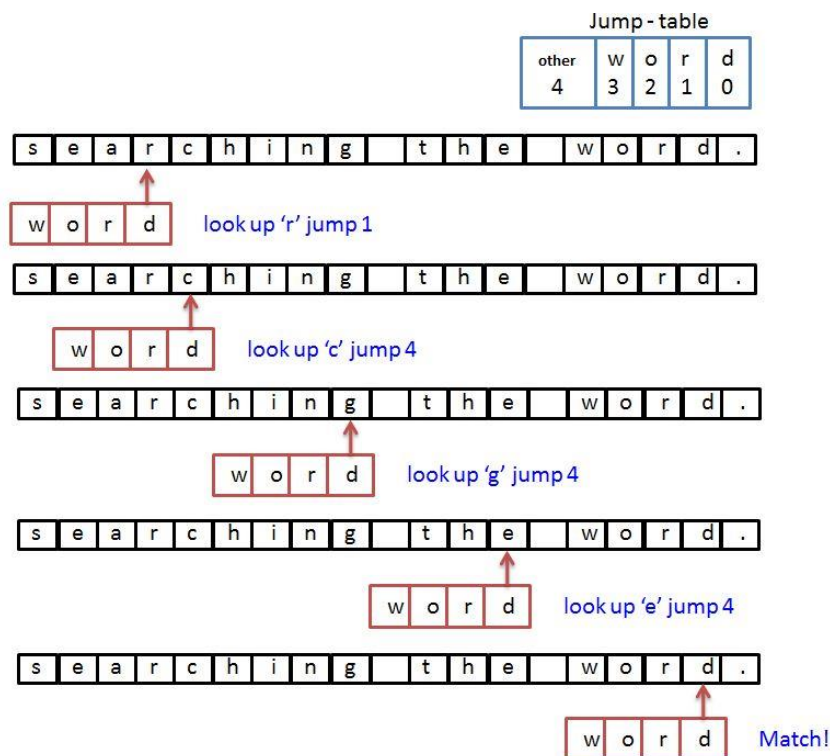 Jump - table
other w o r d
4 3 2 1 0
s e a r c h i n g t h e w o r d .
w o r d look up ‘r’ jump 1
s e a r c h i n g t h e w o r d .
w o r d look up ‘c’ jump 4
s e a r c h i n g t h e w o r d .
w o r d look up ‘g’ jump 4
s e a r c h i n g t h e w o r d .
w o r d look up ‘e’ jump 4
s e a r c h i n g t h e w o r d .
w o r d Match!